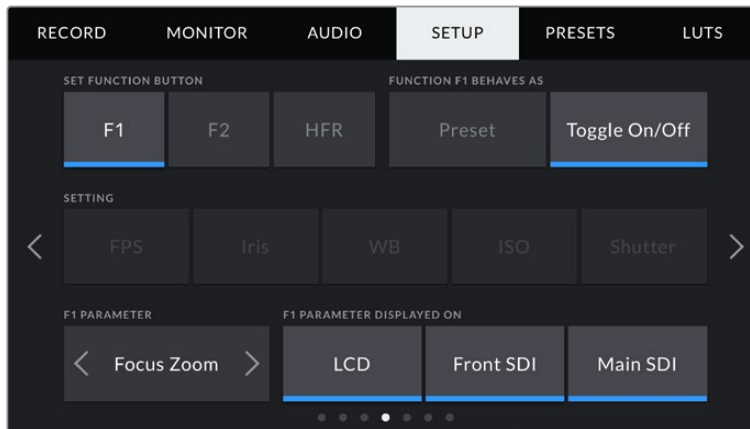 RECORD MONITOR AUDIO SETUP PRESETS LUTS
SET FUNCTION BUTTON FUNCTION F1 BEHAVES AS
F1 F2 HFR Preset Toggle On/Off
SETTING
FPS Iris WB ISO Shutter
F1 PARAMETER F1 PARAMETER DISPLAYED ON
Focus Zoom LCD Front SDI Main SDI